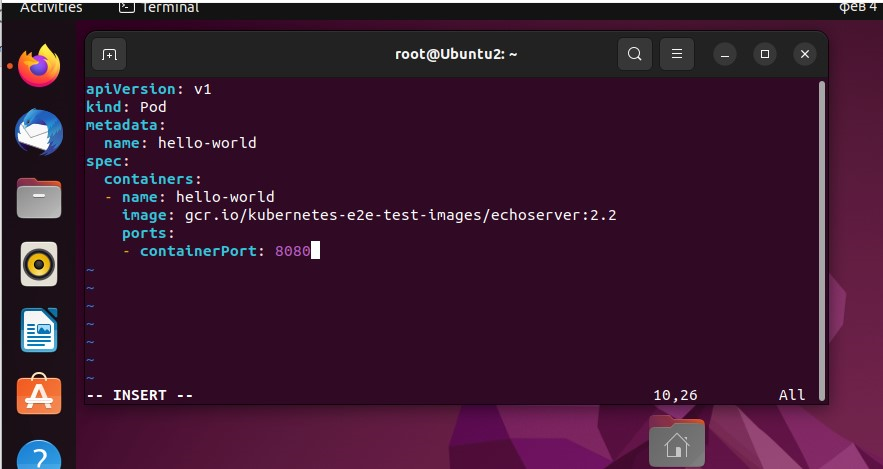 Activities Terminal фев 4
root@Ubuntu2: ~
apiVersion: v1
kind: Pod
metadata:
  name: hello-world
spec:
  containers:
  - name: hello-world
    image: gcr.io/kubernetes-e2e-test-images/echoserver:2.2
    ports:
    - containerPort: 8080
~
~
~
~
~
~
~
-- INSERT -- 10,26 All